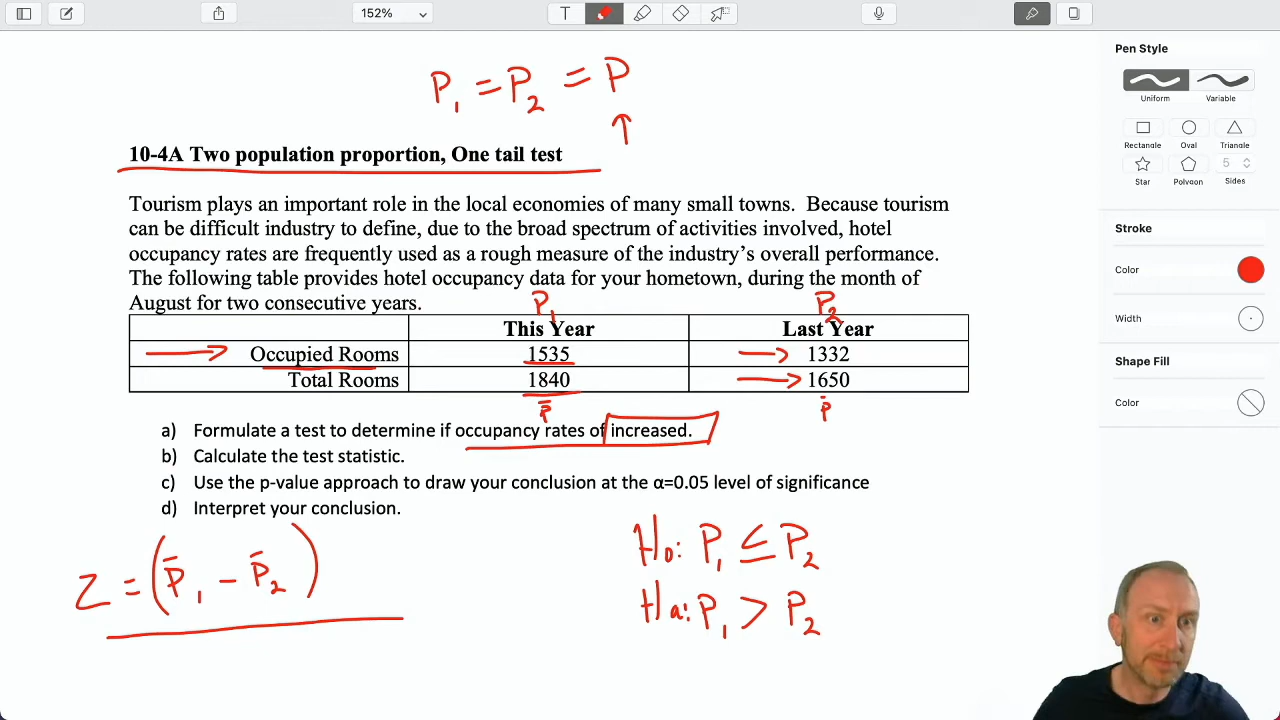 152%
T
P₁ = P₂ = P
↑
10-4A Two population proportion, One tail test
Tourism plays an important role in the local economies of many small towns. Because tourism
can be difficult industry to define, due to the broad spectrum of activities involved, hotel
occupancy rates are frequently used as a rough measure of the industry's overall performance.
The following table provides hotel occupancy data for your hometown, during the month of
August for two consecutive years.
P₁ P₂
This Year Last Year
Occupied Rooms 1535 1332
Total Rooms 1840 1650
p̄ p̄
a) Formulate a test to determine if occupancy rates of increased.
b) Calculate the test statistic.
c) Use the p-value approach to draw your conclusion at the α=0.05 level of significance
d) Interpret your conclusion.
Z = (p̄₁ - p̄₂)
Ho: P₁ ≤ P₂
Ha: P₁ > P₂
Pen Style
Uniform Variable
Rectangle Oval Triangle
5
Star Polygon Sides
Stroke
Color
Width
Shape Fill
Color